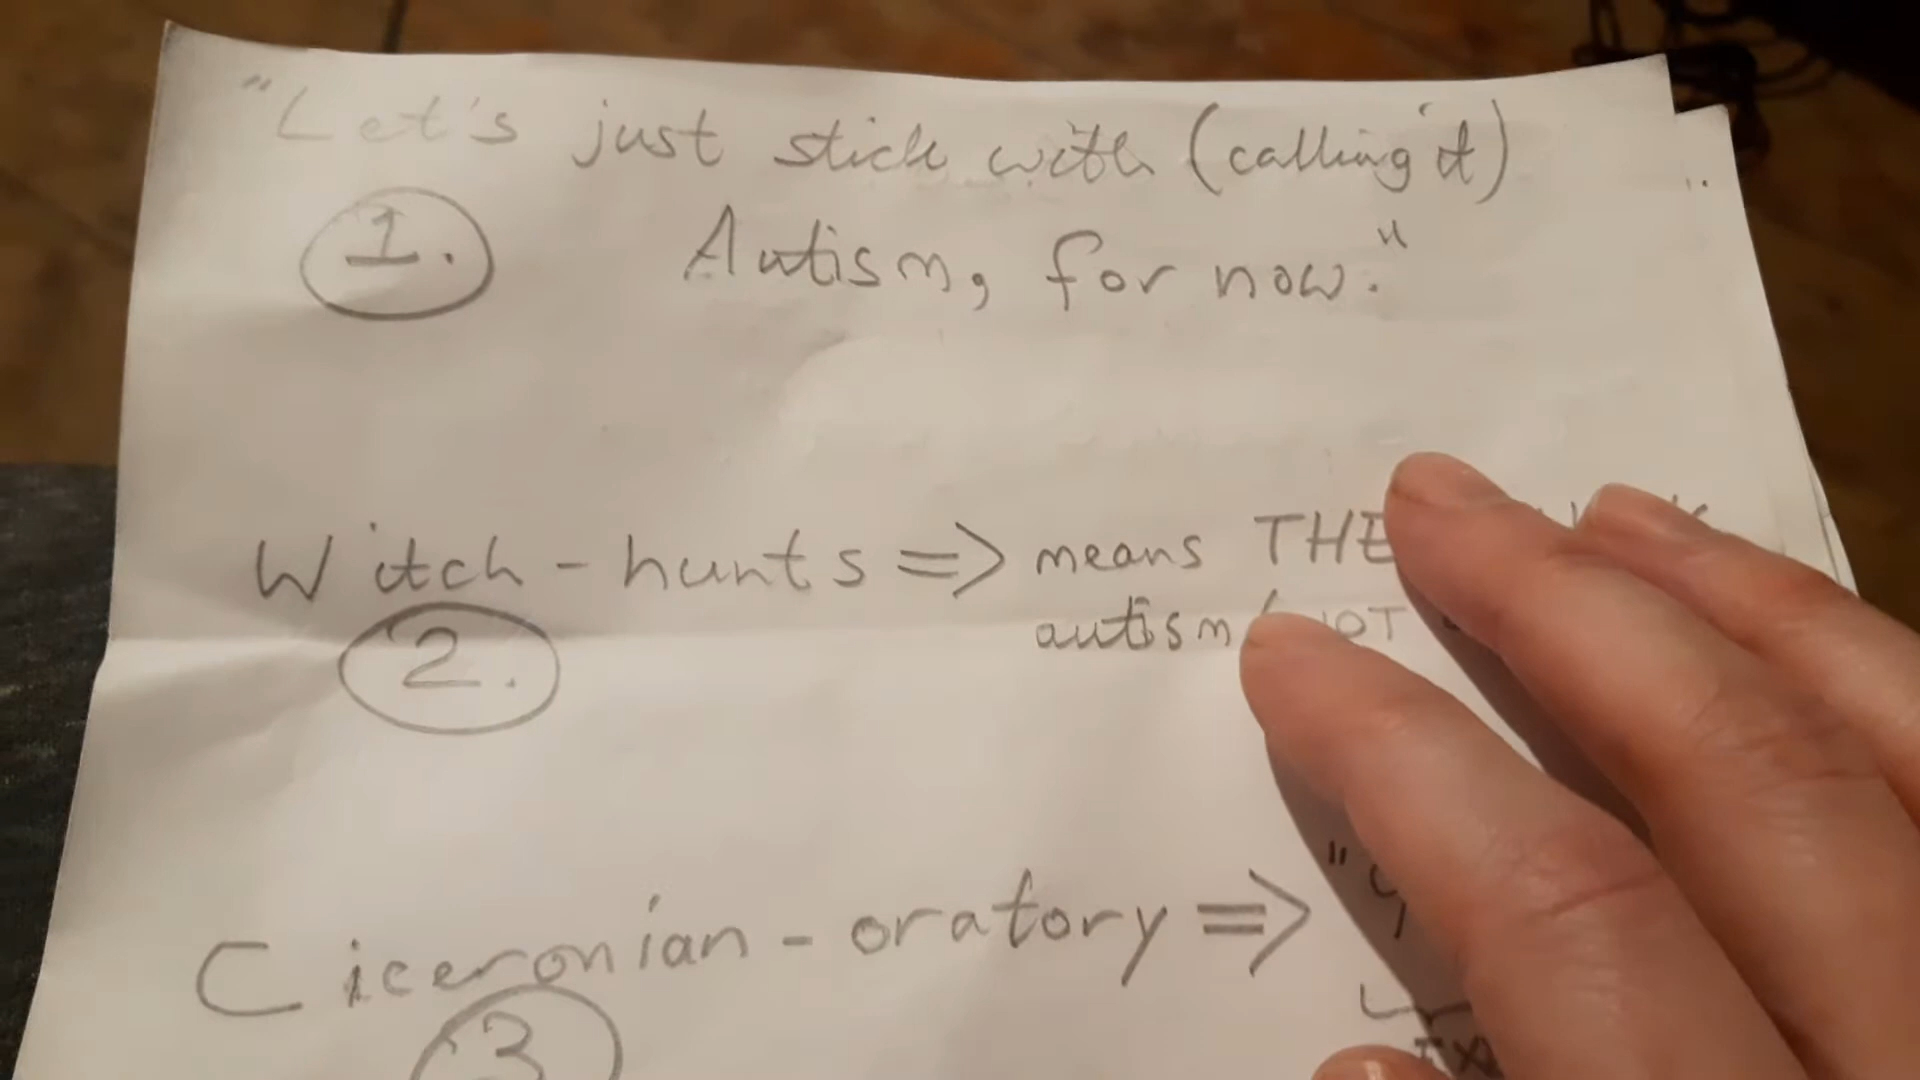 "Let's just stick with (calling it)
1. Autism, for now."
Witch-hunts => means THE
2. autism NOT
Ciceronian-oratory =>
3